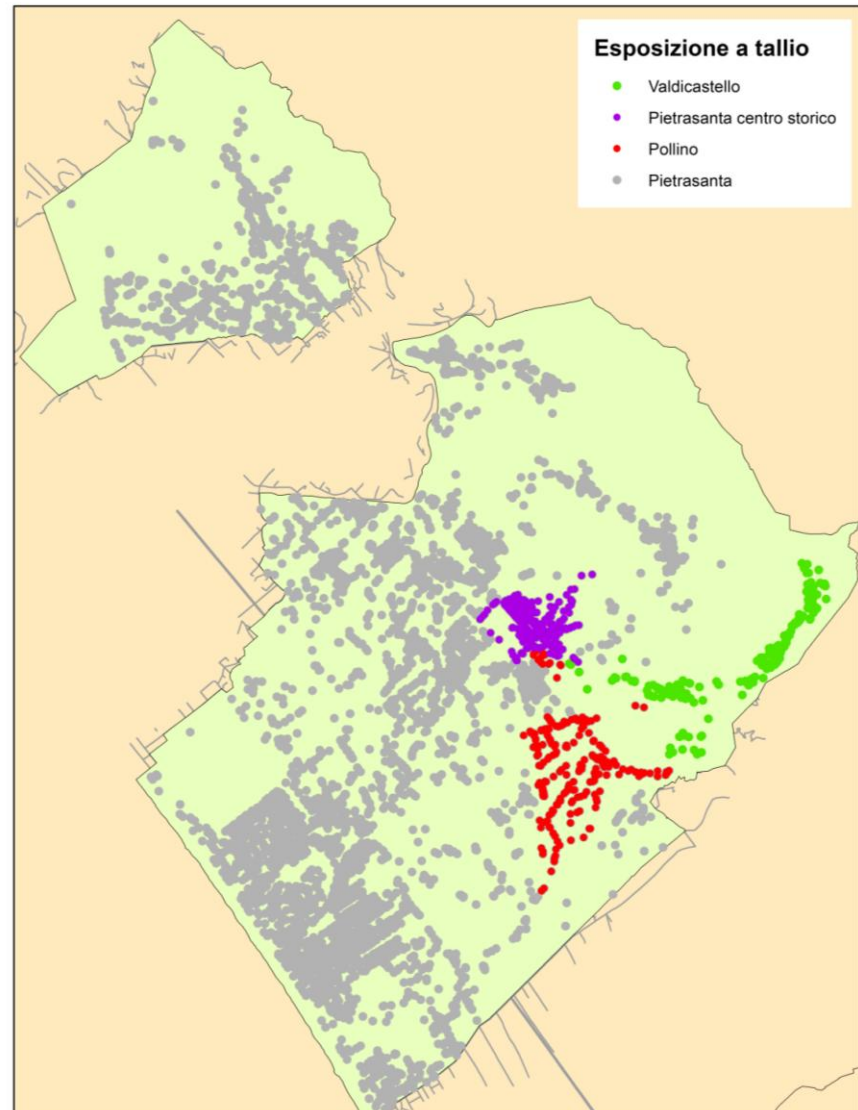 Esposizione a tallio
Valdicastello
Pietrasanta centro storico
Pollino
Pietrasanta